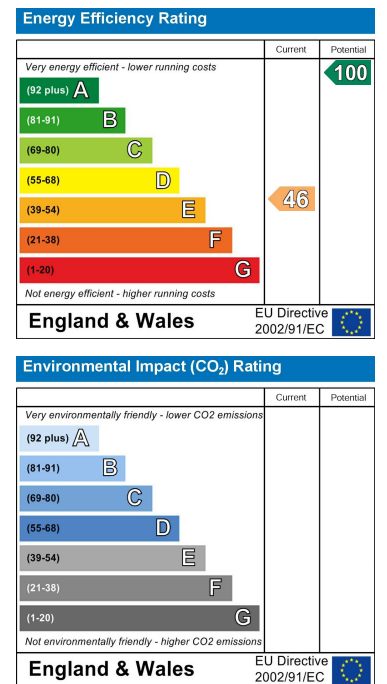 Energy Efficiency Rating
Current Potential
Very energy efficient - lower running costs
100
(92 plus) A
(81-91) B
(69-80) C
(55-68) D
(39-54) E
46
(21-38) F
(1-20) G
Not energy efficient - higher running costs
England & Wales
EU Directive
2002/91/EC
Environmental Impact (CO₂) Rating
Current Potential
Very environmentally friendly - lower CO2 emissions
(92 plus) A
(81-91) B
(69-80) C
(55-68) D
(39-54) E
(21-38) F
(1-20) G
Not environmentally friendly - higher CO2 emissions
England & Wales
EU Directive
2002/91/EC